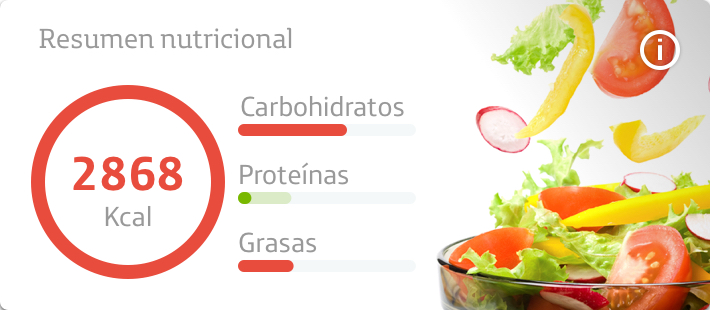 Resumen nutricional
Carbohidratos
2868
Kcal
Proteínas
Grasas